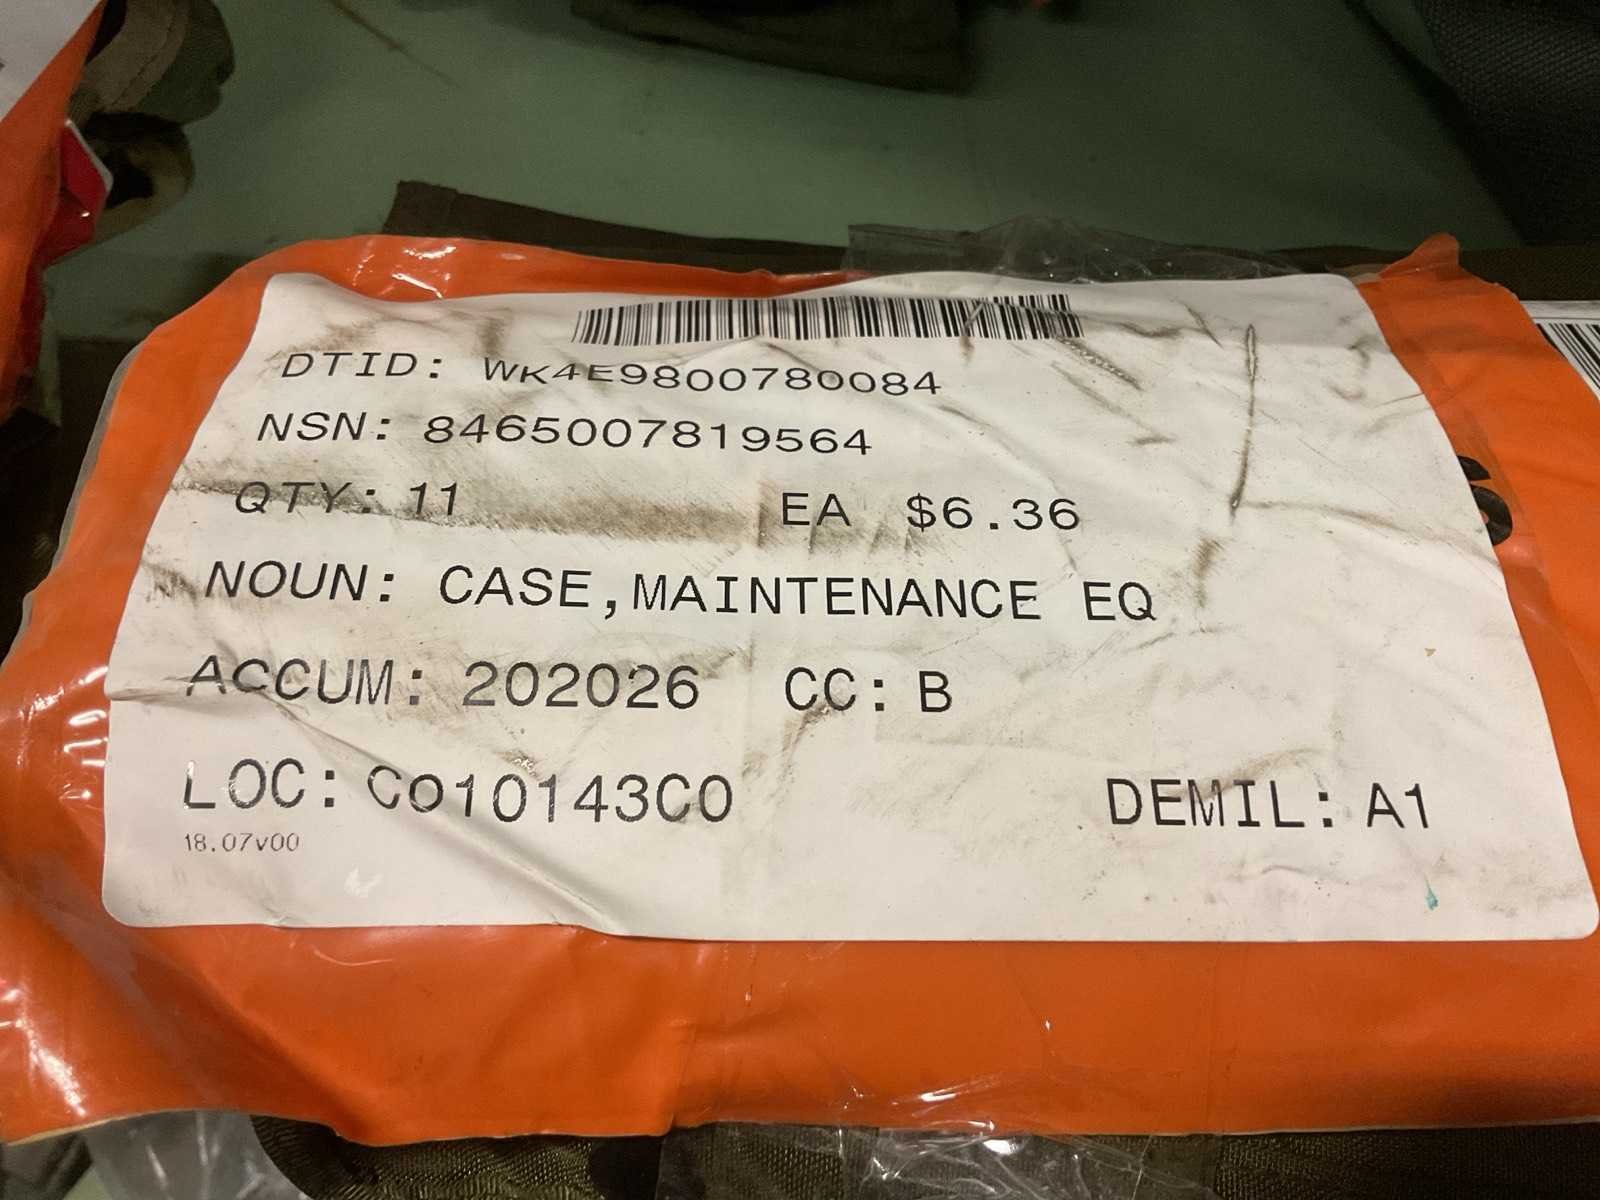 DTID: WK4E9800780084
NSN: 8465007819564
QTY: 11 EA $6.36
NOUN: CASE,MAINTENANCE EQ
ACCUM: 202026 CC: B
LOC: C010143C0 DEMIL: A1
18.07v00